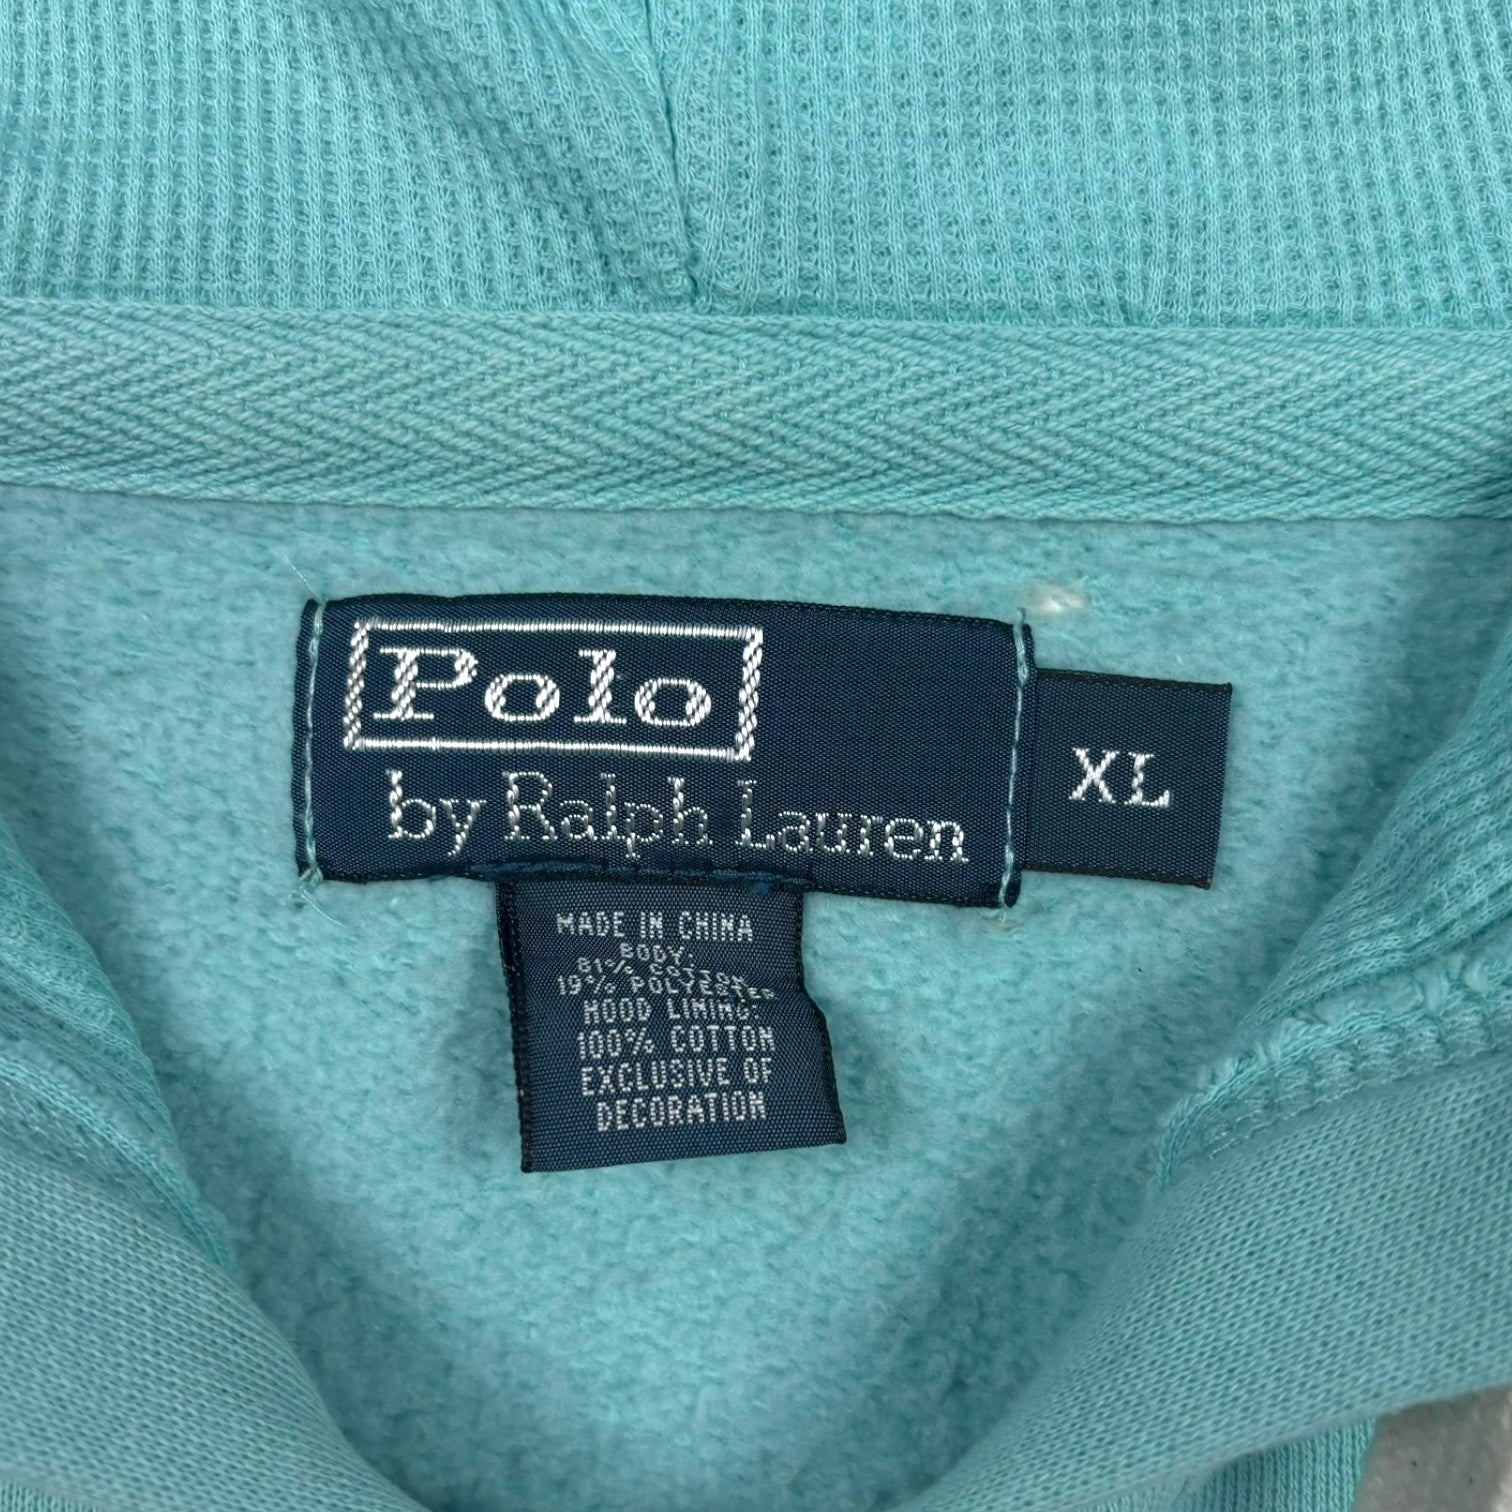 Polo
by Ralph Lauren
XL
MADE IN CHINA
BODY:
81% COTTON
19% POLYESTER
HOOD LINING:
100% COTTON
EXCLUSIVE OF
DECORATION